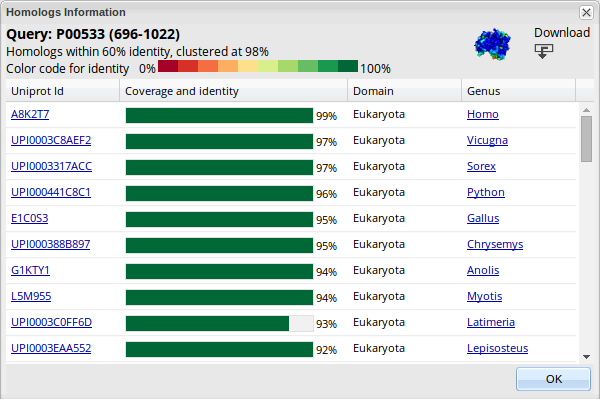 Homologs Information
Query: P00533 (696-1022)
Download
Homologs within 60% identity, clustered at 98%
Color code for identity 0% 100%
Uniprot Id Coverage and identity Domain Genus
A8K2T7 99% Eukaryota Homo
UPI0003C8AEF2 97% Eukaryota Vicugna
UPI0003317ACC 97% Eukaryota Sorex
UPI000441C8C1 96% Eukaryota Python
E1C0S3 95% Eukaryota Gallus
UPI000388B897 95% Eukaryota Chrysemys
G1KTY1 94% Eukaryota Anolis
L5M955 94% Eukaryota Myotis
UPI0003C0FF6D 93% Eukaryota Latimeria
UPI0003EAA552 92% Eukaryota Lepisosteus
OK